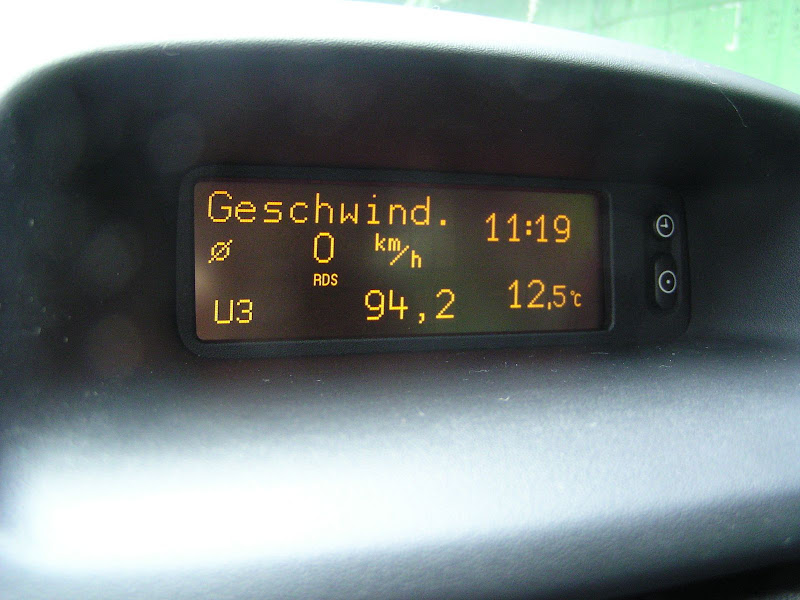 Geschwind. 11:19
Ø 0 km/h
RDS
U3 94,2 12,5°C